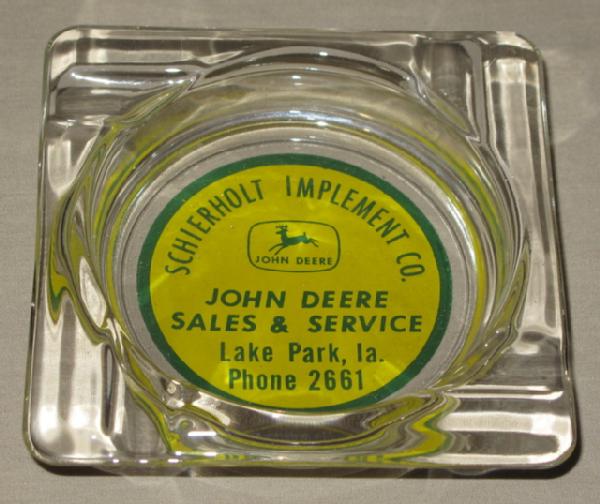 SCHIERHOLT IMPLEMENT CO.
JOHN DEERE
JOHN DEERE
SALES & SERVICE
Lake Park, Ia.
Phone 2661